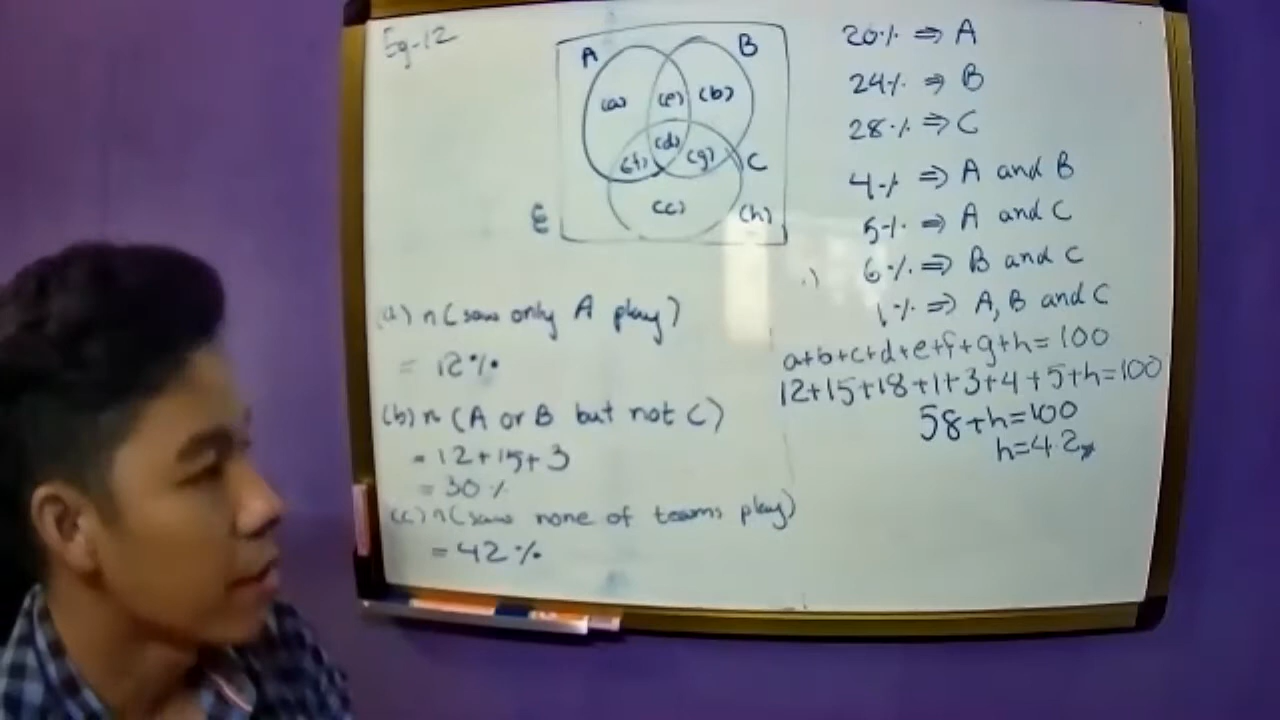 Eg-12
A
B
(a)
(e)
(b)
(d)
(f)
(g)
C
(c)
(h)
ξ
20% ⇒ A
24% ⇒ B
28% ⇒ C
4% ⇒ A and B
5% ⇒ A and C
6% ⇒ B and C
1% ⇒ A, B and C
a+b+c+d+e+f+g+h=100
12+15+18+1+3+4+5+h=100
58+h=100
h=42
(a) n (saw only A play)
= 12%
(b) n (A or B but not C)
= 12+15+3
= 30%
(c) n (saw none of teams play)
= 42%